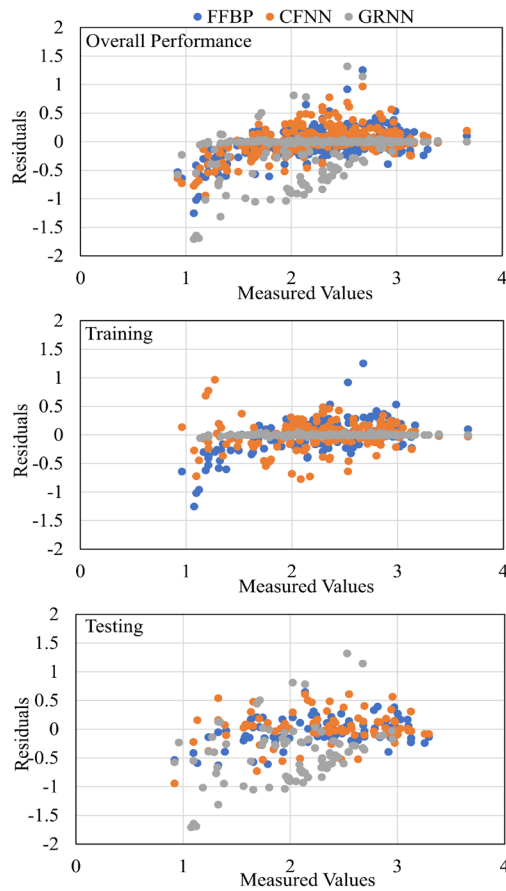 FFBP CFNN GRNN
Overall Performance
2
1.5
1
0.5
0
-0.5
-1
-1.5
-2
Residuals
0 1 2 3 4
Measured Values
Training
2
1.5
1
0.5
0
-0.5
-1
-1.5
-2
Residuals
0 1 2 3 4
Measured Values
Testing
2
1.5
1
0.5
0
-0.5
-1
-1.5
-2
Residuals
0 1 2 3 4
Measured Values